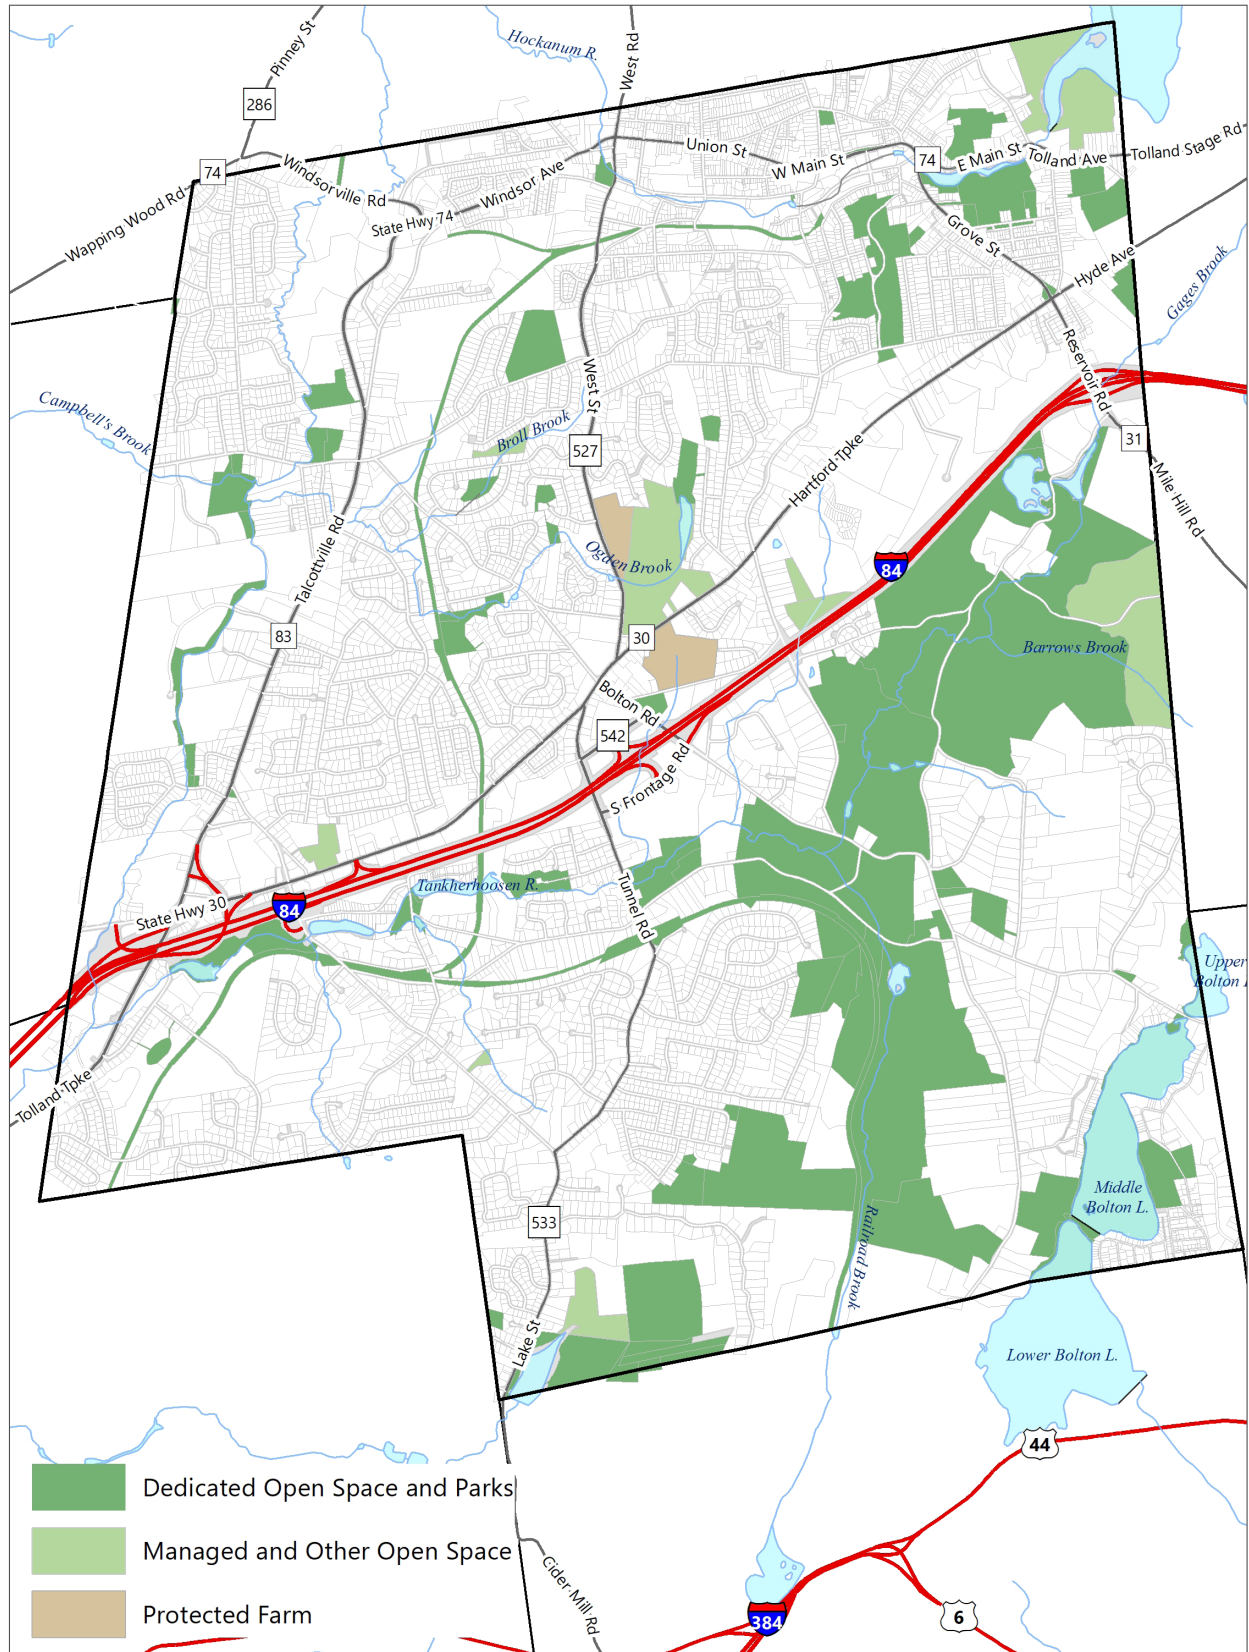 Pinney St
Hockanum R.
West Rd
286
Union St
W Main St
74
E Main St
Tolland Ave
Tolland Stage Rd
74
Windsorville Rd
Windsor Ave
State Hwy 74
Wapping Wood Rd
Grove St
Hyde Ave
Gages Brook
Reservoir Rd
West St
Campbell's Brook
Broll Brook
527
Hartford Tpke
31
Mile Hill Rd
Talcottville Rd
Ogden Brook
84
83
30
Barrows Brook
Bolton Rd
542
S Frontage Rd
Tankherhoosen R.
Tunnel Rd
State Hwy 30
84
Upper
Bolton L
Tolland Tpke
Middle
Bolton L.
533
Railroad Brook
Lake St
Lower Bolton L.
44
Dedicated Open Space and Parks
Managed and Other Open Space
Protected Farm
Cider Mill Rd
384
6